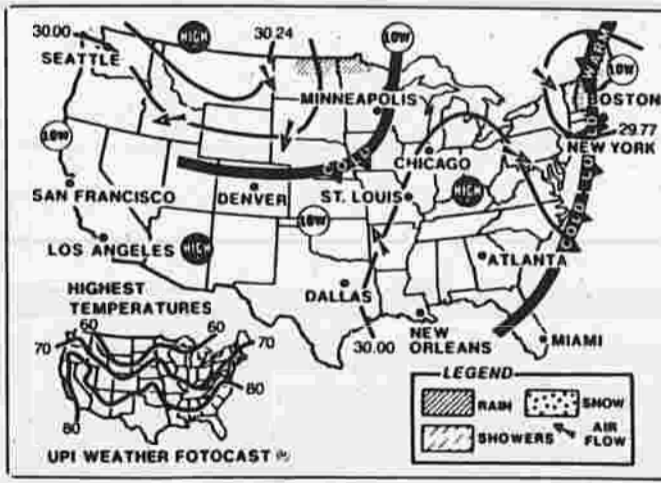 30.00
30.24
HIGH
LOW
SEATTLE
WARM
LOW
MINNEAPOLIS
BOSTON
29.77
LOW
COLD
NEW YORK
CHICAGO
SAN FRANCISCO
DENVER
ST. LOUIS
HIGH
LOW
COLD
LOS ANGELES
HIGH
ATLANTA
HIGHEST
TEMPERATURES
DALLAS
60
60
NEW
ORLEANS
70
70
30.00
MIAMI
80
80
LEGEND
RAIN
SNOW
SHOWERS
AIR
FLOW
UPI WEATHER FOTOCAST